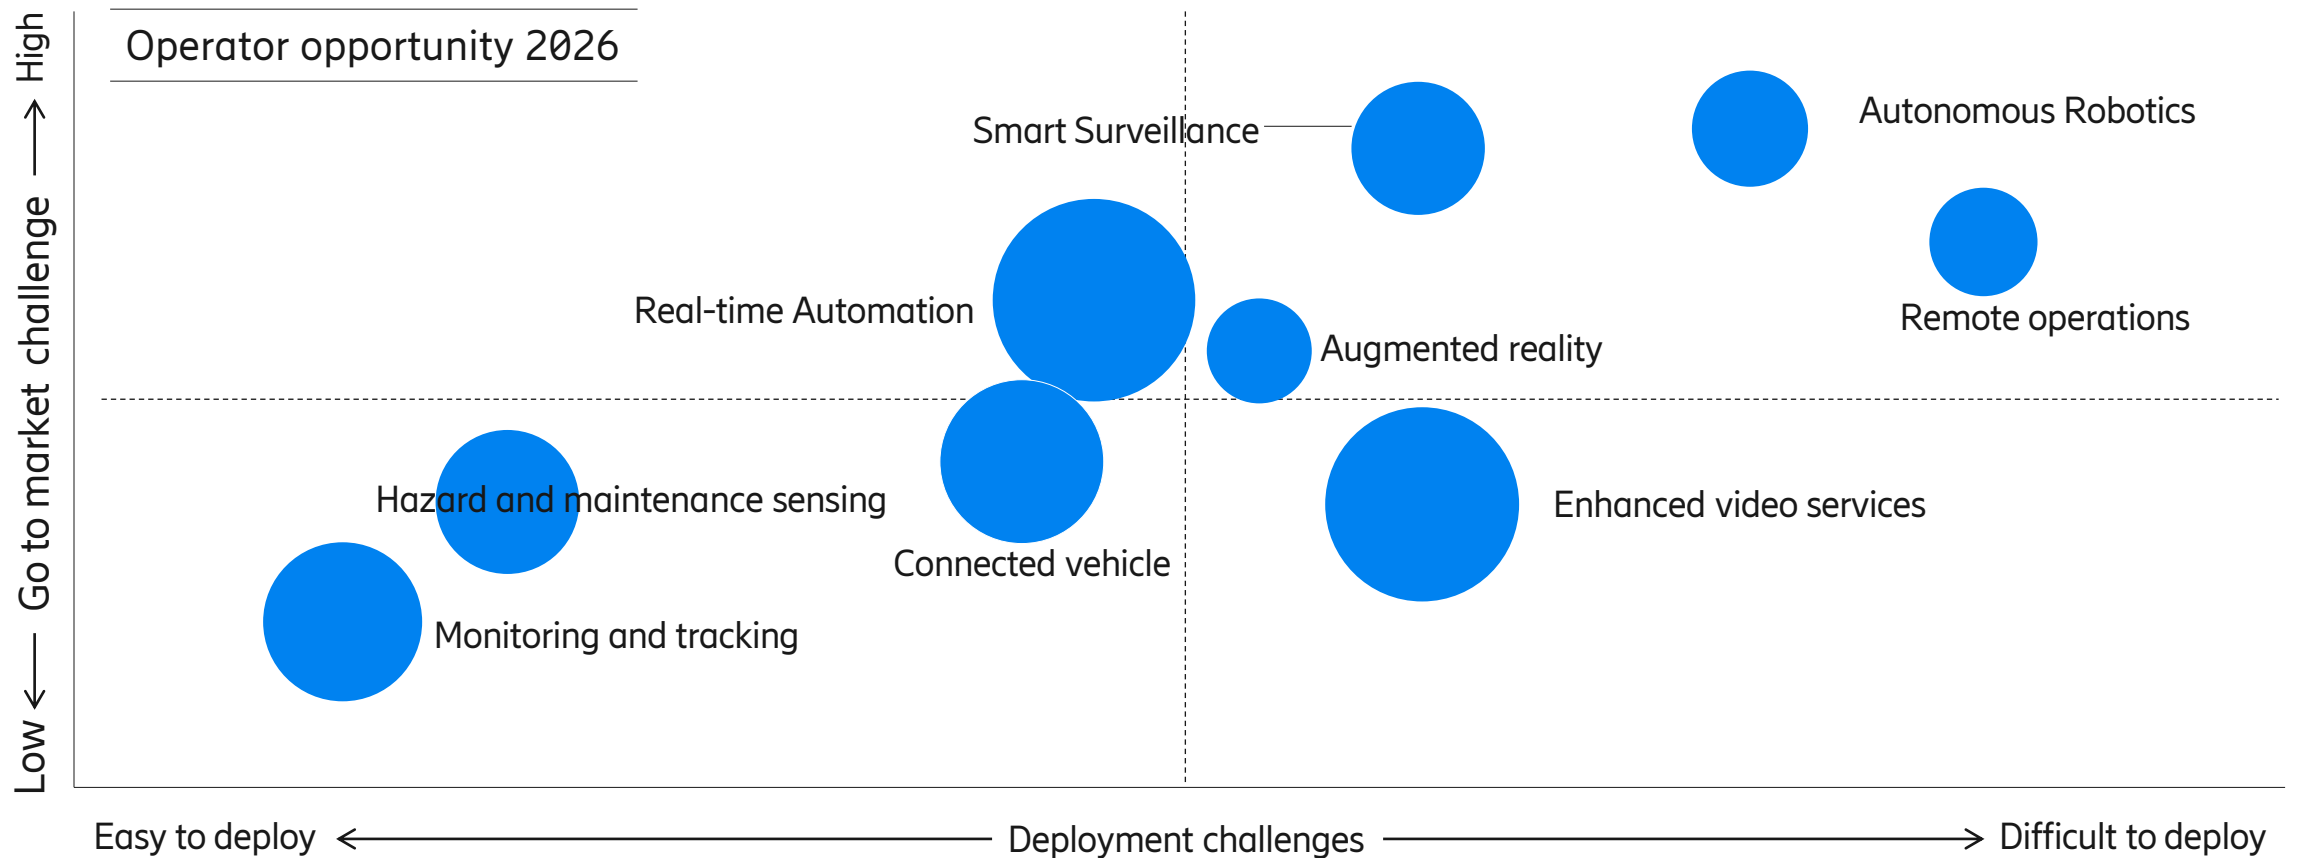 Operator opportunity 2026
High
Go to market challenge
Low
Smart Surveillance
Autonomous Robotics
Remote operations
Real-time Automation
Augmented reality
Hazard and maintenance sensing
Enhanced video services
Connected vehicle
Monitoring and tracking
Easy to deploy
Deployment challenges
Difficult to deploy